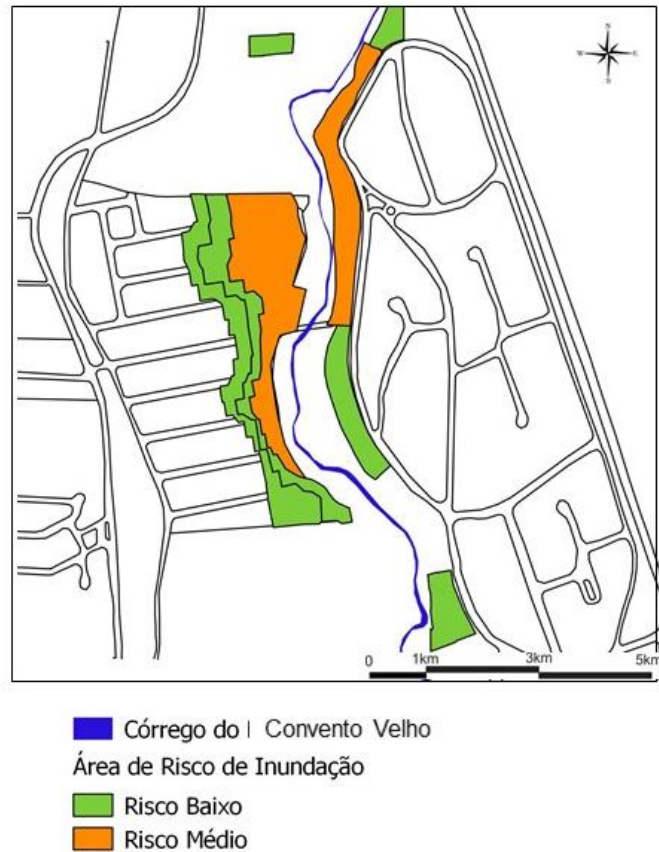 N
W E
S
0 1km 3km 5km
Córrego do | Convento Velho
Área de Risco de Inundação
Risco Baixo
Risco Médio